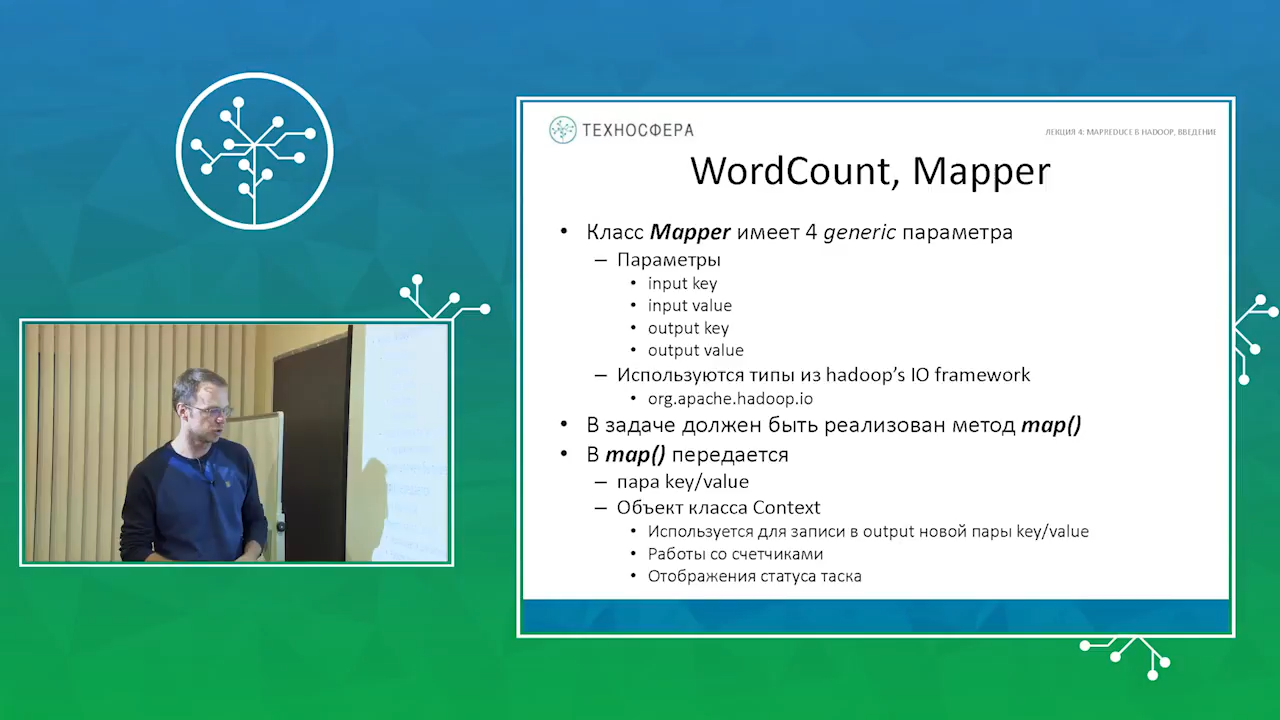 ТЕХНОСФЕРА
ЛЕКЦИЯ 4: MAPREDUCE В HADOOP, ВВЕДЕНИЕ
WordCount, Mapper
• Класс Mapper имеет 4 generic параметра
– Параметры
• input key
• input value
• output key
• output value
– Используются типы из hadoop’s IO framework
• org.apache.hadoop.io
• В задаче должен быть реализован метод map()
• В map() передается
– пара key/value
– Объект класса Context
• Используется для записи в output новой пары key/value
• Работы со счетчиками
• Отображения статуса таска